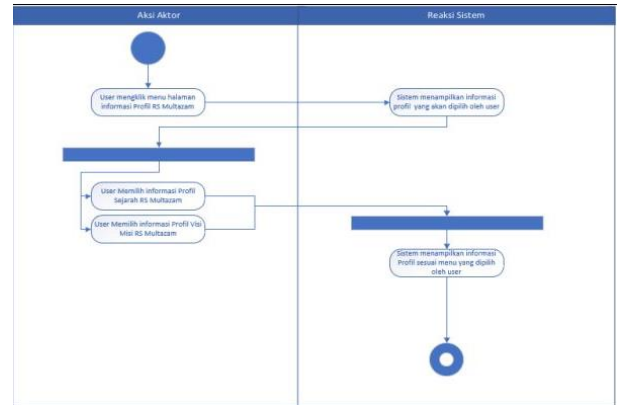 Aksi Aktor
Reaksi Sistem
User mengklik menu halaman
informasi Profil RS Multazam
Sistem menampilkan informasi
profil yang akan dipilih oleh user
User Memilih informasi Profil
Sejarah RS Multazam
User Memilih informasi Profil Visi
Misi RS Multazam
Sistem menampilkan informasi
Profil sesuai menu yang dipilih
oleh user